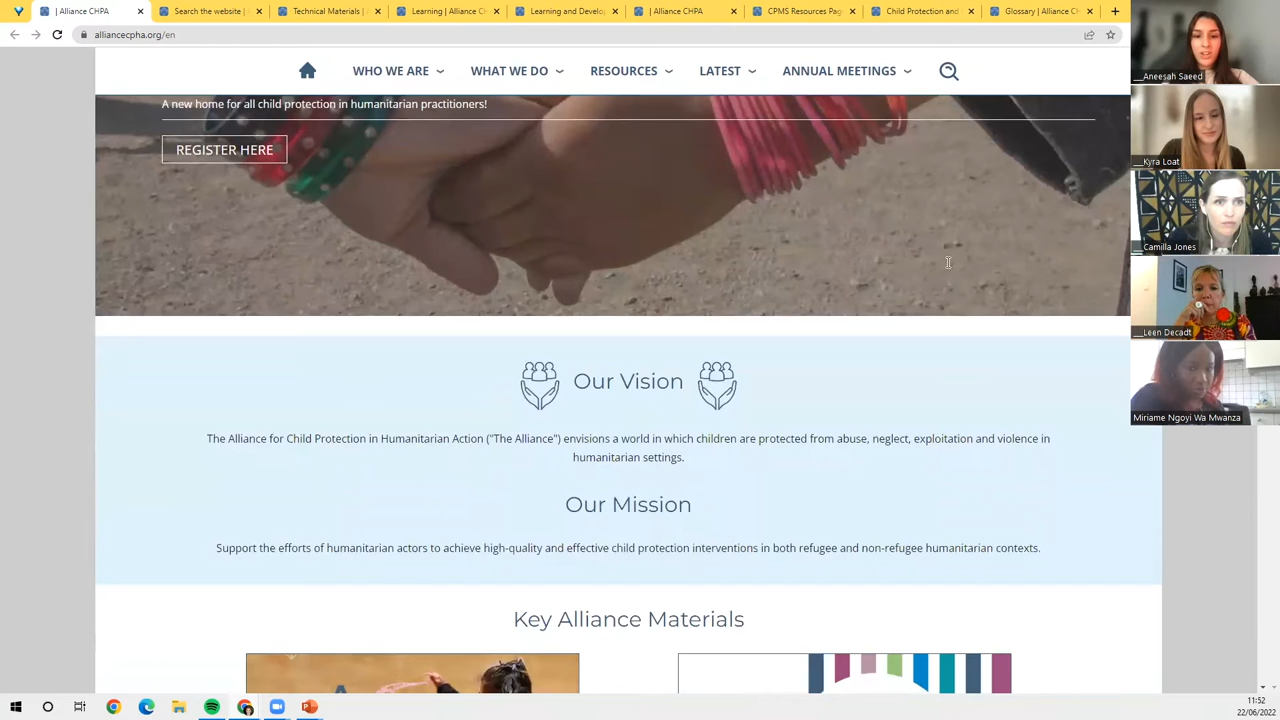 | Alliance CHPA
Search the website |
Technical Materials | A
Learning | Alliance C
Learning and Develop
| Alliance CHPA
CPMS Resources Pag
Child Protection and
Glossary | Alliance C
alliancecpha.org/en
WHO WE ARE
WHAT WE DO
RESOURCES
LATEST
ANNUAL MEETINGS
A new home for all child protection in humanitarian practitioners!
REGISTER HERE
Our Vision
The Alliance for Child Protection in Humanitarian Action ("The Alliance") envisions a world in which children are protected from abuse, neglect, exploitation and violence in
humanitarian settings.
Our Mission
Support the efforts of humanitarian actors to achieve high-quality and effective child protection interventions in both refugee and non-refugee humanitarian contexts.
Key Alliance Materials
__Aneesah Saeed
__Kyra Loat
__Camilla Jones
__Leen Decadt
Miriame Ngoyi Wa Mwanza
11:52
22/06/2022